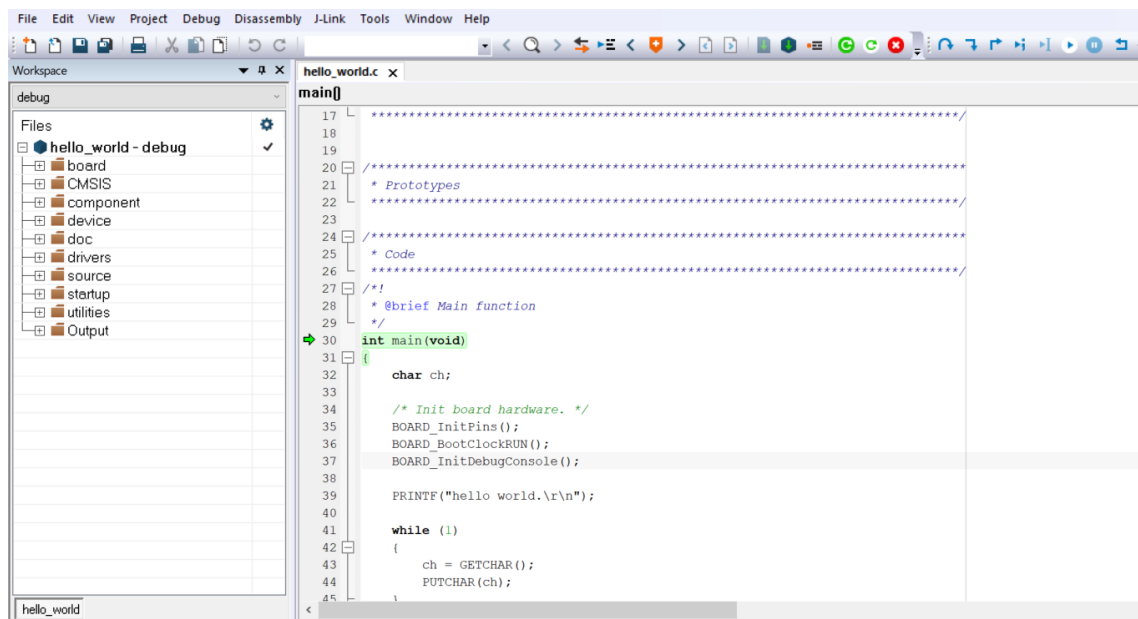 File Edit View Project Debug Disassembly J-Link Tools Window Help
Workspace
hello_world.c
debug
main()
Files
hello_world - debug
board
CMSIS
component
device
doc
drivers
source
startup
utilities
Output
hello_world
17 ******************************************************************************/
18
19
20 /*******************************************************************************
21 * Prototypes
22 ******************************************************************************/
23
24 /*******************************************************************************
25 * Code
26 ******************************************************************************/
27 /*!
28 * @brief Main function
29 */
30 int main(void)
31 {
32 char ch;
33
34 /* Init board hardware. */
35 BOARD_InitPins();
36 BOARD_BootClockRUN();
37 BOARD_InitDebugConsole();
38
39 PRINTF("hello world.\r\n");
40
41 while (1)
42 {
43 ch = GETCHAR();
44 PUTCHAR(ch);
45 }